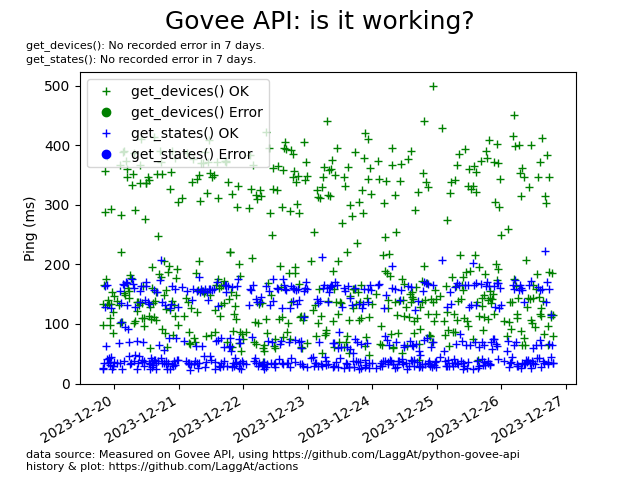 Govee API: is it working?
get_devices(): No recorded error in 7 days.
get_states(): No recorded error in 7 days.
get_devices() OK
get_devices() Error
get_states() OK
get_states() Error
Ping (ms)
500
400
300
200
100
0
2023-12-20
2023-12-21
2023-12-22
2023-12-23
2023-12-24
2023-12-25
2023-12-26
2023-12-27
data source: Measured on Govee API, using https://github.com/LaggAt/python-govee-api
history & plot: https://github.com/LaggAt/actions